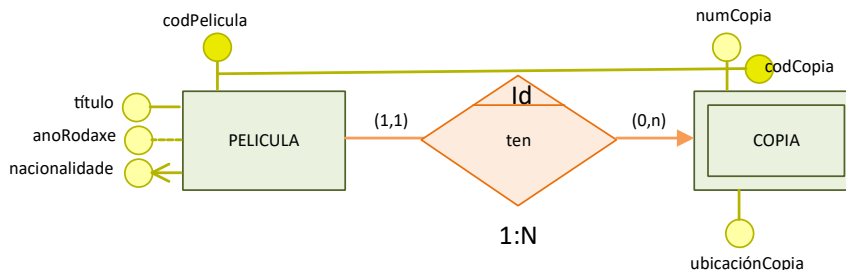 codPelicula
numCopia
codCopia
título
Id
(1,1)
(0,n)
anoRodaxe
PELICULA
ten
COPIA
nacionalidade
1:N
ubicaciónCopia